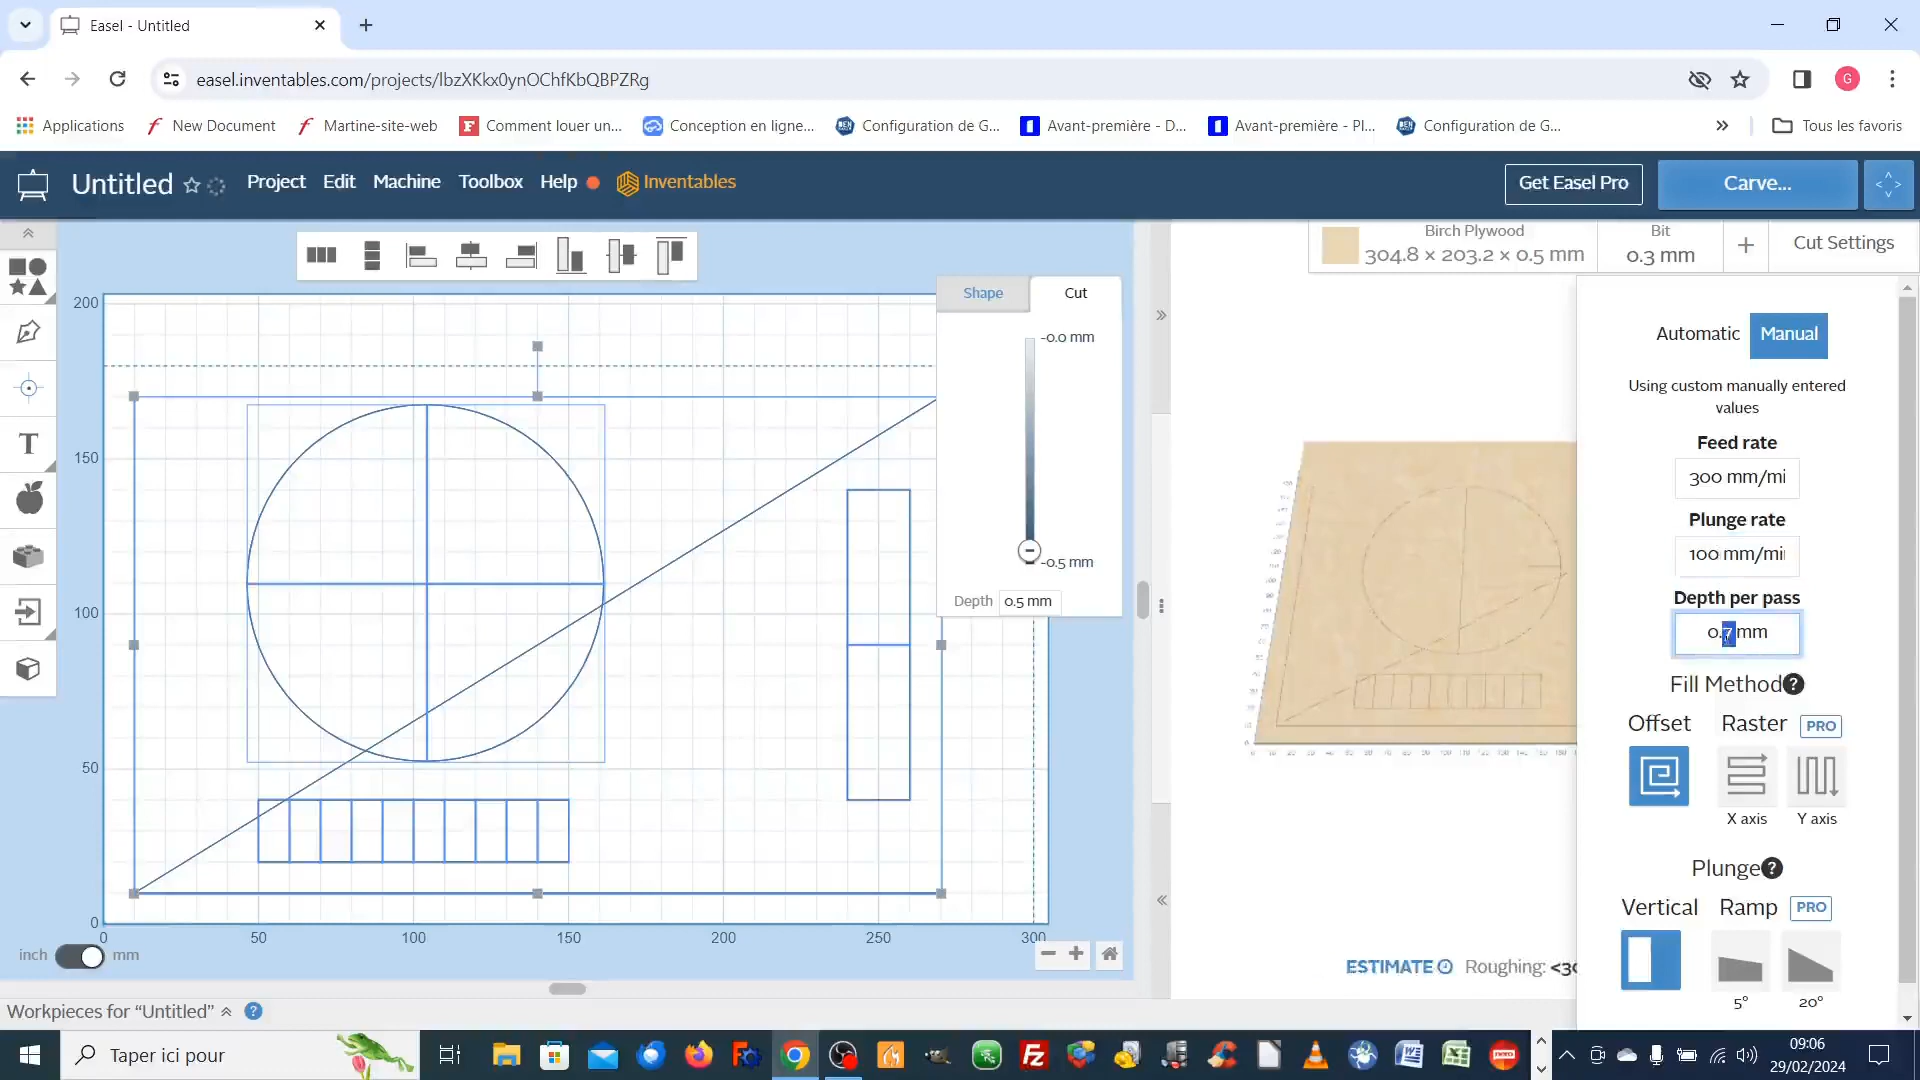 Easel - Untitled
easel.inventables.com/projects/lbzXKkx0ynOChfKbQBPZRg
G
Applications
New Document
Martine-site-web
Comment louer un...
Conception en ligne...
Configuration de G...
Avant-première - D...
Avant-première - Pl...
Configuration de G...
Tous les favoris
Untitled
Project
Edit
Machine
Toolbox
Help
Inventables
Get Easel Pro
Carve...
Birch Plywood
304.8 × 203.2 × 0.5 mm
Bit
0.3 mm
Cut Settings
Shape
Cut
-0.0 mm
-0.5 mm
Depth
0.5 mm
200
150
100
50
0
0
50
100
150
200
250
300
inch
mm
Automatic
Manual
Using custom manually entered
values
Feed rate
300 mm/mi
Plunge rate
100 mm/mi
Depth per pass
0.7 mm
Fill Method
Offset
Raster
PRO
X axis
Y axis
Plunge
Vertical
Ramp
PRO
5°
20°
ESTIMATE
Roughing: <30
Workpieces for “Untitled”
Taper ici pour
09:06
29/02/2024